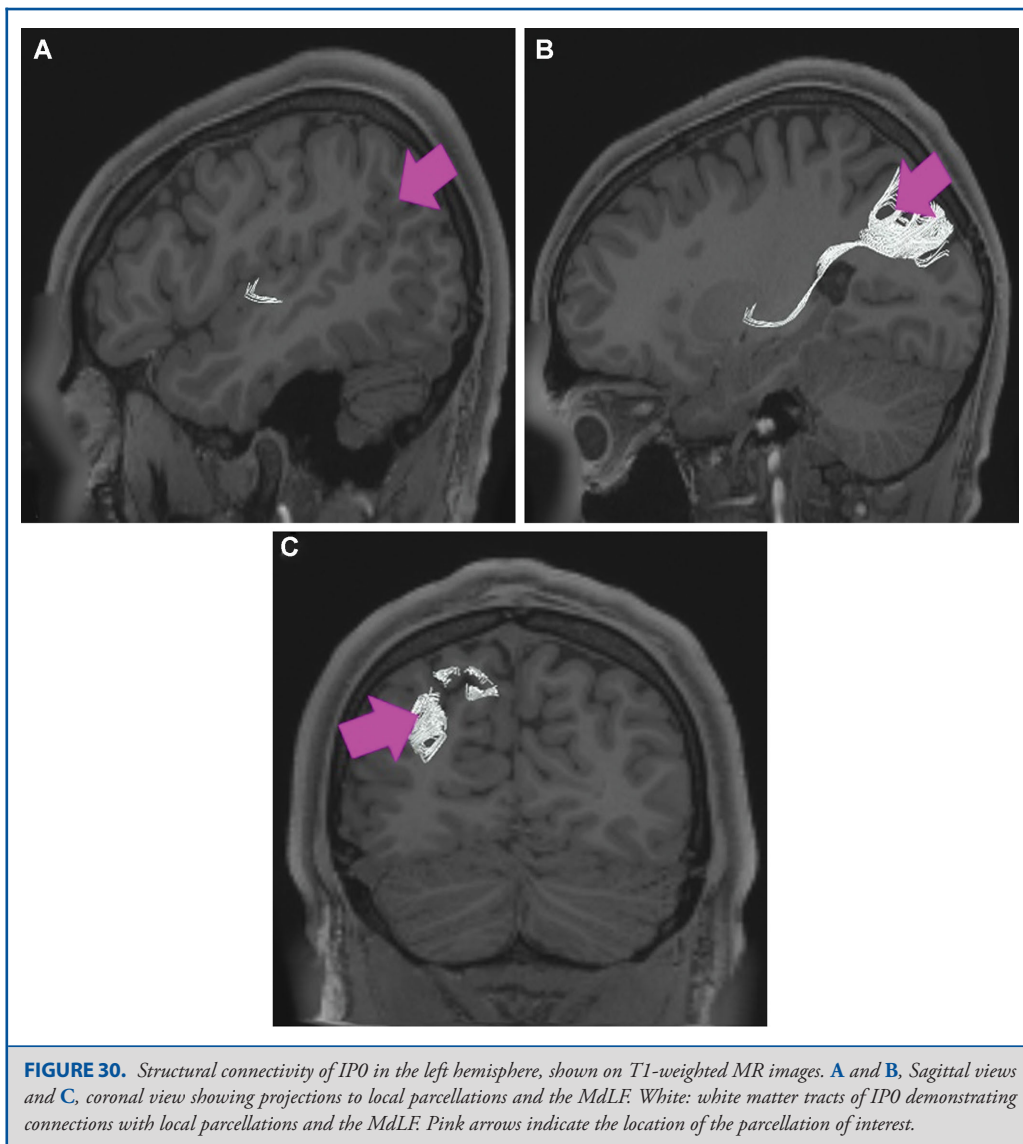 A
B
C
FIGURE 30. Structural connectivity of IP0 in the left hemisphere, shown on T1-weighted MR images. A and B, Sagittal views
and C, coronal view showing projections to local parcellations and the MdLF. White: white matter tracts of IP0 demonstrating
connections with local parcellations and the MdLF. Pink arrows indicate the location of the parcellation of interest.